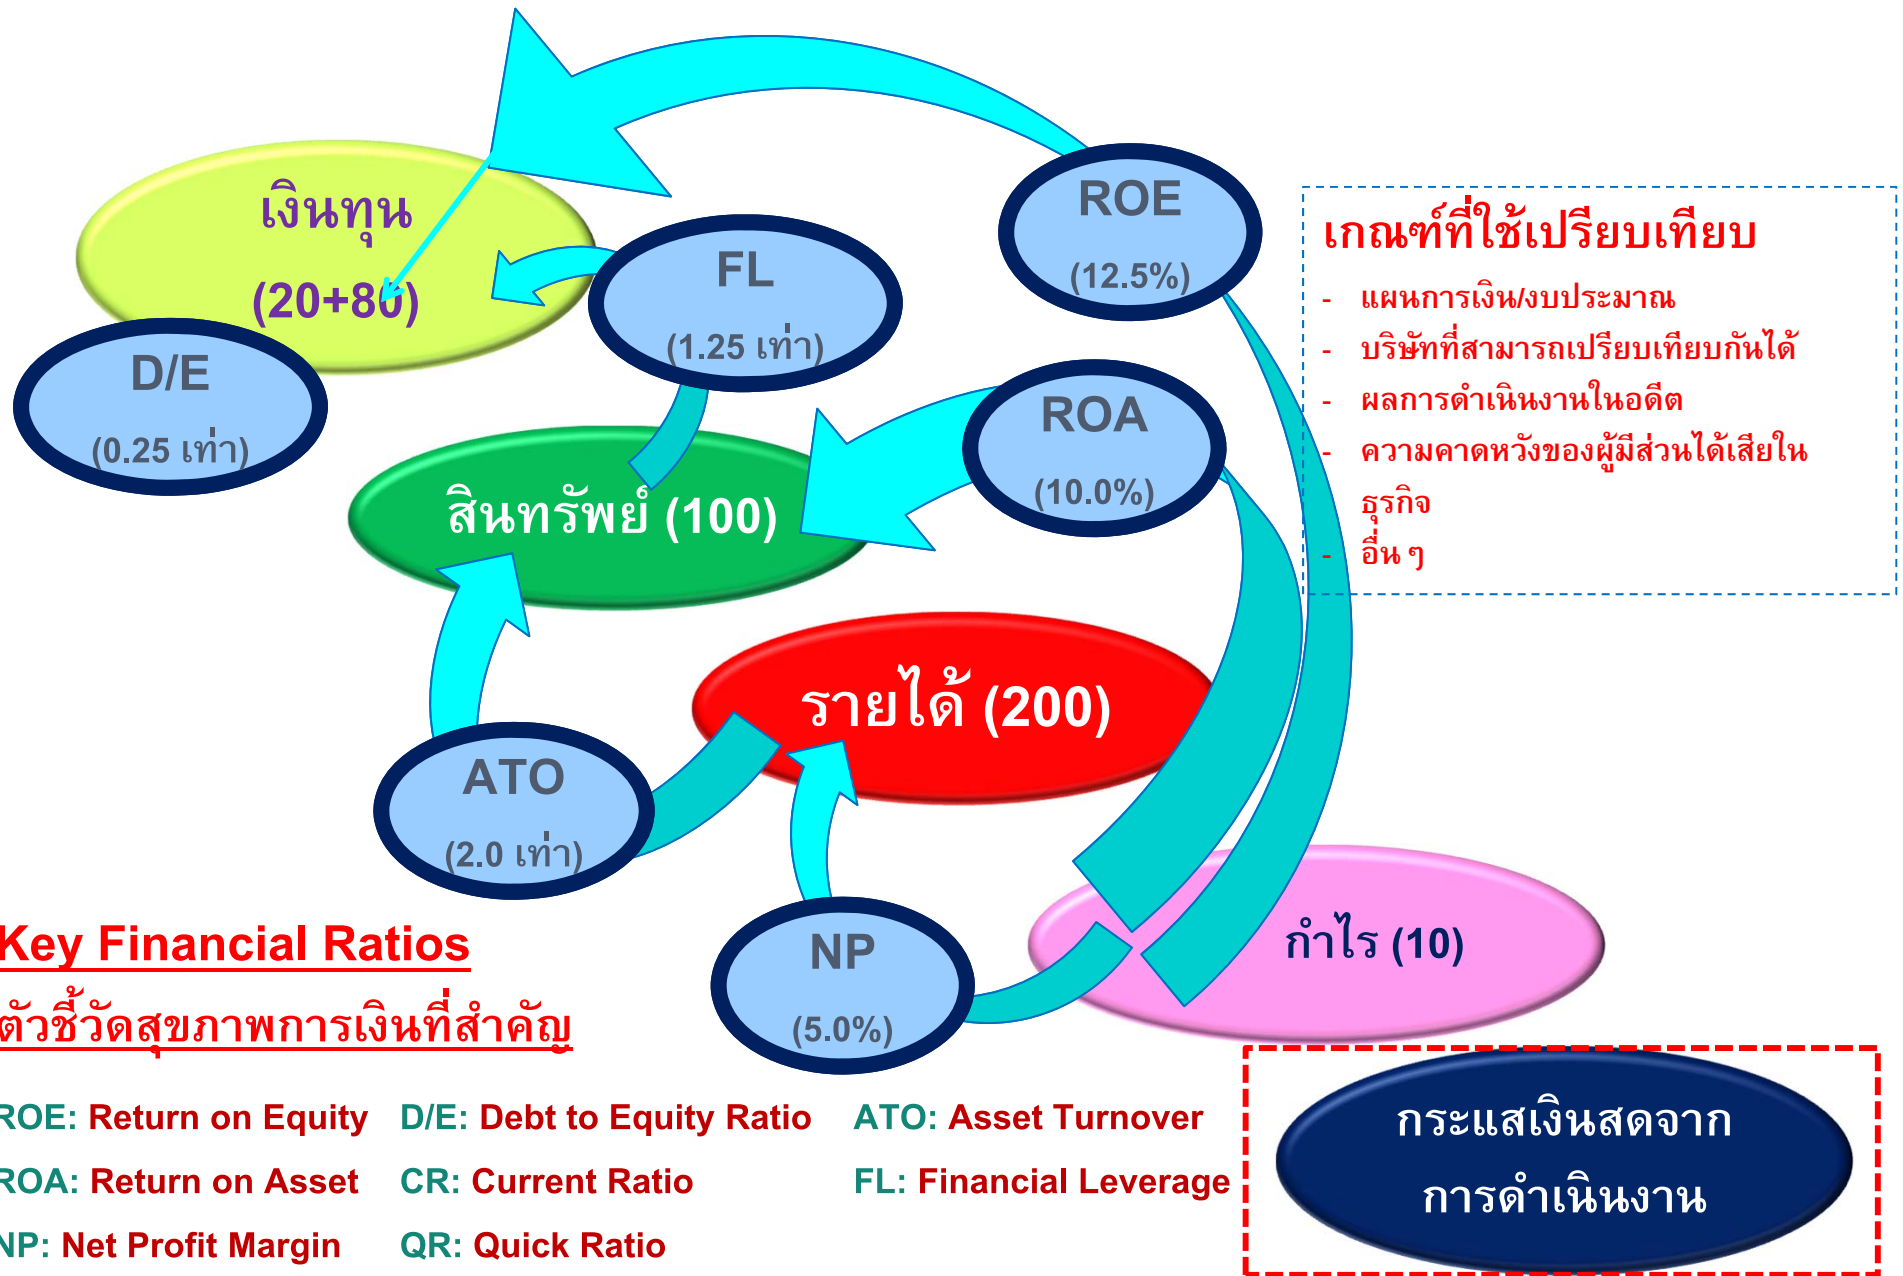 ROE
(12.5%)
เงินทุน
(20+80)
FL
(1.25 เท่า)
D/E
(0.25 เท่า)
ROA
(10.0%)
สินทรัพย์ (100)
รายได้ (200)
ATO
(2.0 เท่า)
NP
(5.0%)
กำไร (10)
เกณฑ์ที่ใช้เปรียบเทียบ
- แผนการเงิน/งบประมาณ
- บริษัทที่สามารถเปรียบเทียบกันได้
- ผลการดำเนินงานในอดีต
- ความคาดหวังของผู้มีส่วนได้เสียใน
ธุรกิจ
- อื่น ๆ
Key Financial Ratios
ตัวชี้วัดสุขภาพการเงินที่สำคัญ
ROE: Return on Equity D/E: Debt to Equity Ratio ATO: Asset Turnover
ROA: Return on Asset CR: Current Ratio FL: Financial Leverage
NP: Net Profit Margin QR: Quick Ratio
กระแสเงินสดจาก
การดำเนินงาน